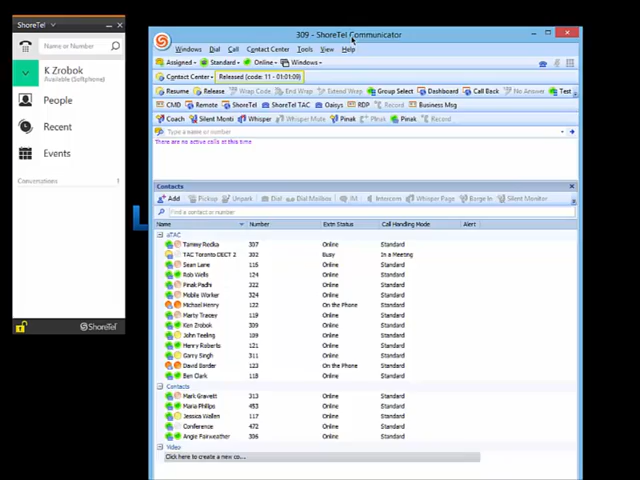 ShoreTel
Name or Number
K Zrobok
Available (Softphone)
People
Recent
Events
Conversations 1
ShoreTel
309 - ShoreTel Communicator
Windows Dial Call Contact Center Tools View Help
Assigned Standard Online Windows
Contact Center Released (code: 11 - 01:01:09)
Resume Release Wrap Code End Wrap Extend Wrap Group Select Dashboard Call Back No Answer Test
CMD Remote ShoreTel ShoreTel TAC Oaisys RDP Record Business Msg
Coach Silent Moni Whisper Whisper Mute Pinak Pinak Pinak Record
Type a name or number
There are no active calls at this time
Contacts
Add Pickup Unpark Dial Dial Mailbox IM Intercom Whisper Page Barge In Silent Monitor
Find a contact or number
Name Number Extn Status Call Handling Mode Alert
aTAC
Tammy Redka 307 Online Standard
TAC Toronto DECT 2 302 Busy In a Meeting
Sean Lane 116 Online Standard
Rob Wells 124 Online Standard
Pinak Padhi 222 Online Standard
Mobile Worker 324 Online Standard
Michael Henry 122 On the Phone Standard
Marty Tracey 119 Online Standard
Ken Zrobok 309 Online Standard
John Teeling 109 Online Standard
Henry Roberts 121 Online Standard
Garry Singh 311 Online Standard
David Border 123 On the Phone Standard
Ben Clark 118 Online Standard
Contacts
Mark Gravett 313 Online Standard
Maria Philips 453 Online Standard
Jessica Wallen 117 Online Standard
Conference 472 Online Standard
Angie Fairweather 306 Online Standard
Video
Click here to create a new co...